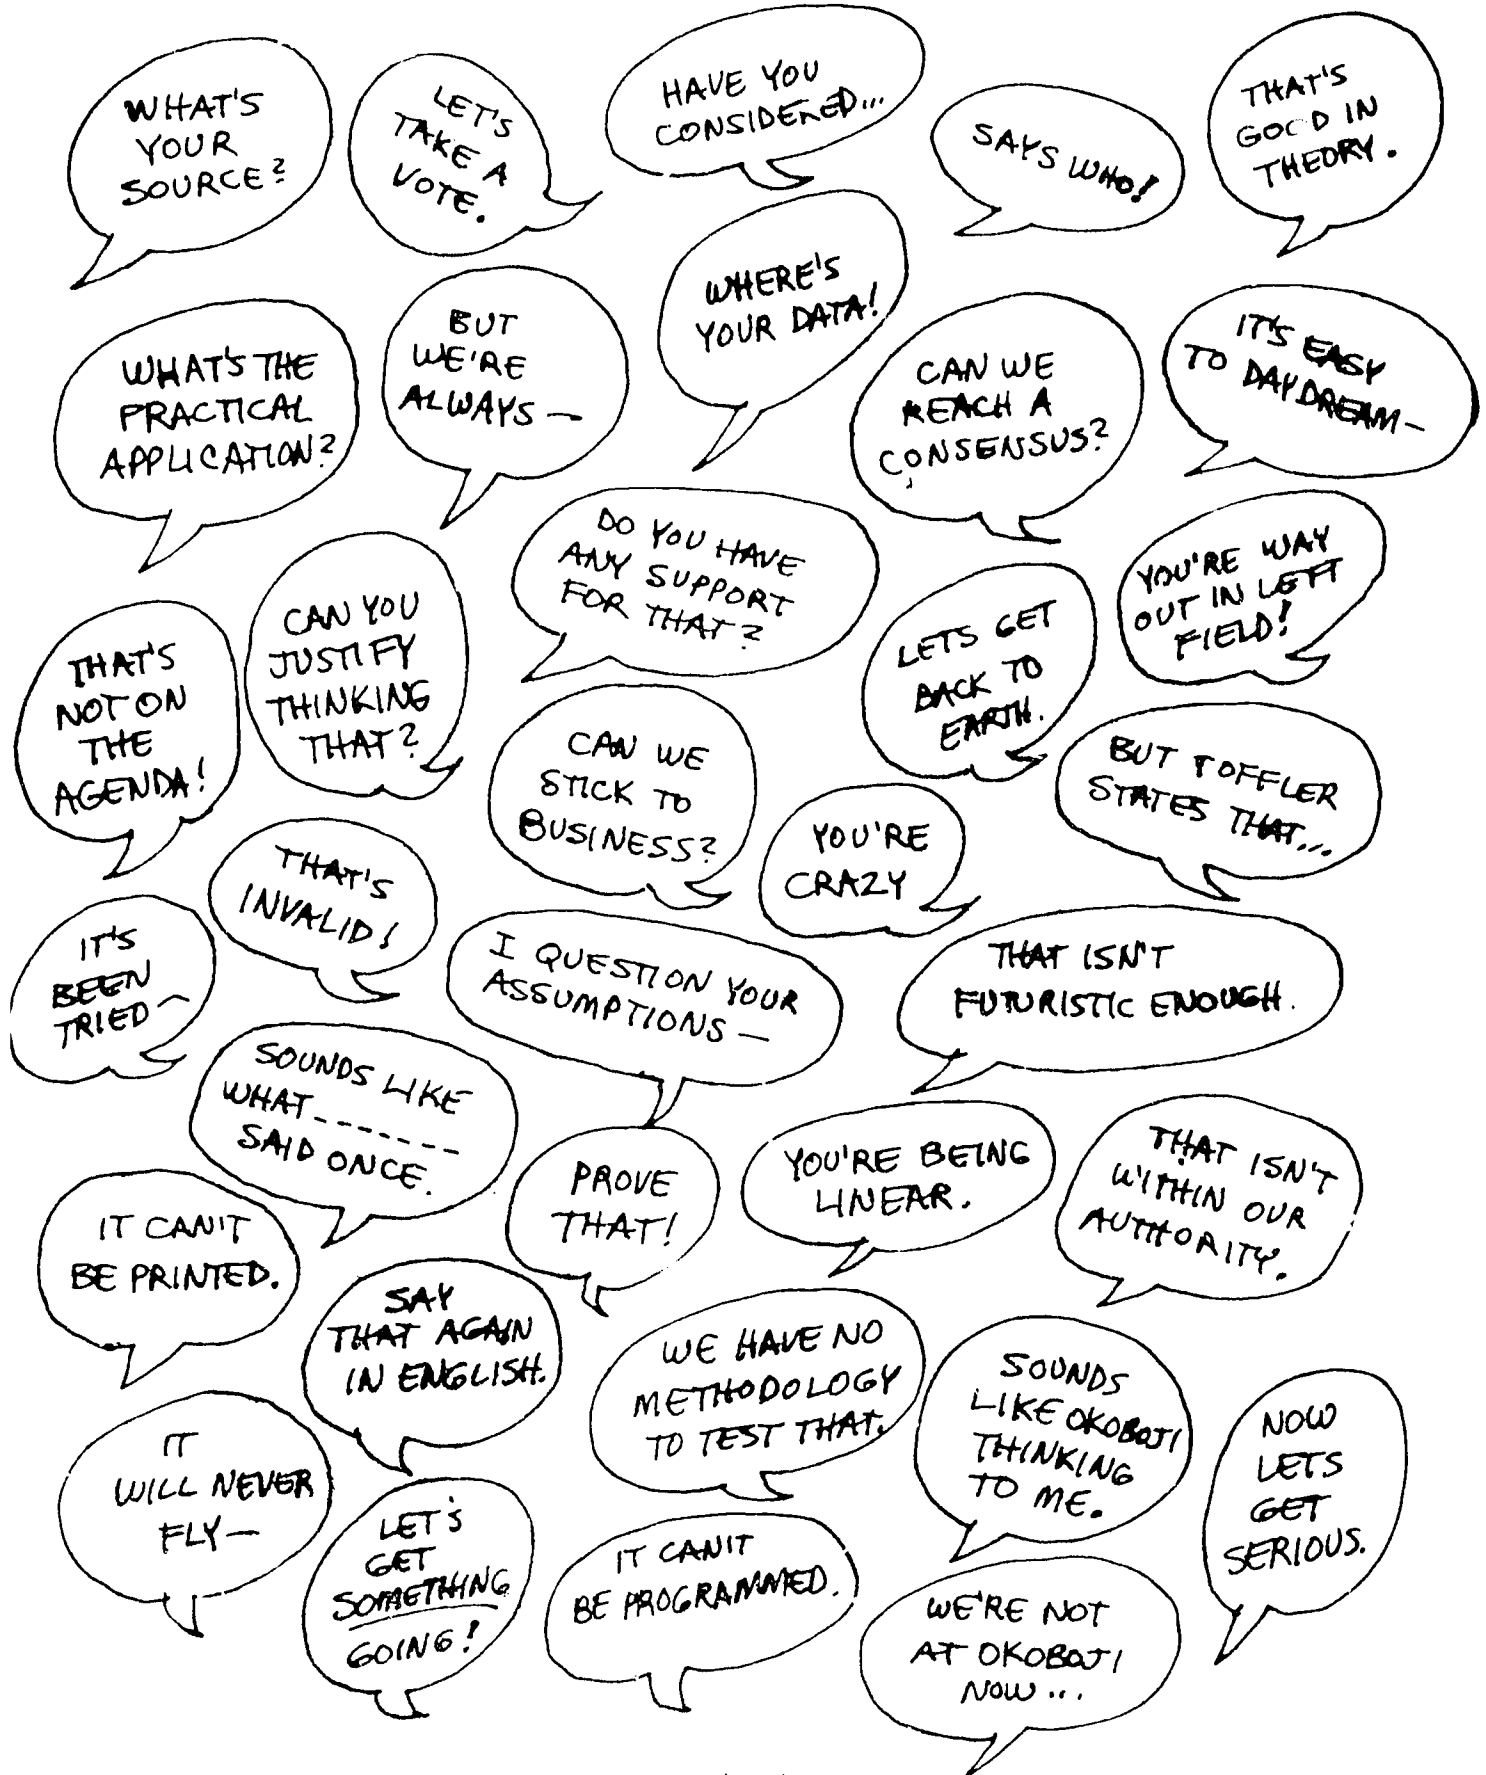 WHAT'S
YOUR
SOURCE?
LET'S
TAKE A
VOTE.
HAVE YOU
CONSIDERED...
SAYS WHO!
THAT'S
GOOD IN
THEORY.
WHAT'S THE
PRACTICAL
APPLICATION?
BUT
WE'RE
ALWAYS —
WHERE'S
YOUR DATA!
CAN WE
REACH A
CONSENSUS?
IT'S EASY
TO DAYDREAM —
THAT'S
NOT ON
THE
AGENDA!
CAN YOU
JUSTIFY
THINKING
THAT?
DO YOU HAVE
ANY SUPPORT
FOR THAT?
LETS GET
BACK TO
EARTH.
YOU'RE WAY
OUT IN LEFT
FIELD!
CAN WE
STICK TO
BUSINESS?
YOU'RE
CRAZY
BUT TOFFLER
STATES THAT...
IT'S
BEEN
TRIED —
THAT'S
INVALID!
I QUESTION YOUR
ASSUMPTIONS —
THAT ISN'T
FUTURISTIC ENOUGH.
SOUNDS LIKE
WHAT _ _ _ _ _ _ _
SAID ONCE.
PROVE
THAT!
YOU'RE BEING
LINEAR.
THAT ISN'T
WITHIN OUR
AUTHORITY.
IT CAN'T
BE PRINTED.
SAY
THAT AGAIN
IN ENGLISH.
WE HAVE NO
METHODOLOGY
TO TEST THAT.
SOUNDS
LIKE OKOBOJI
THINKING
TO ME.
NOW
LETS
GET
SERIOUS.
IT
WILL NEVER
FLY —
LET'S
GET
SOMETHING
GOING!
IT CAN'T
BE PROGRAMMED.
WE'RE NOT
AT OKOBOJI
NOW...